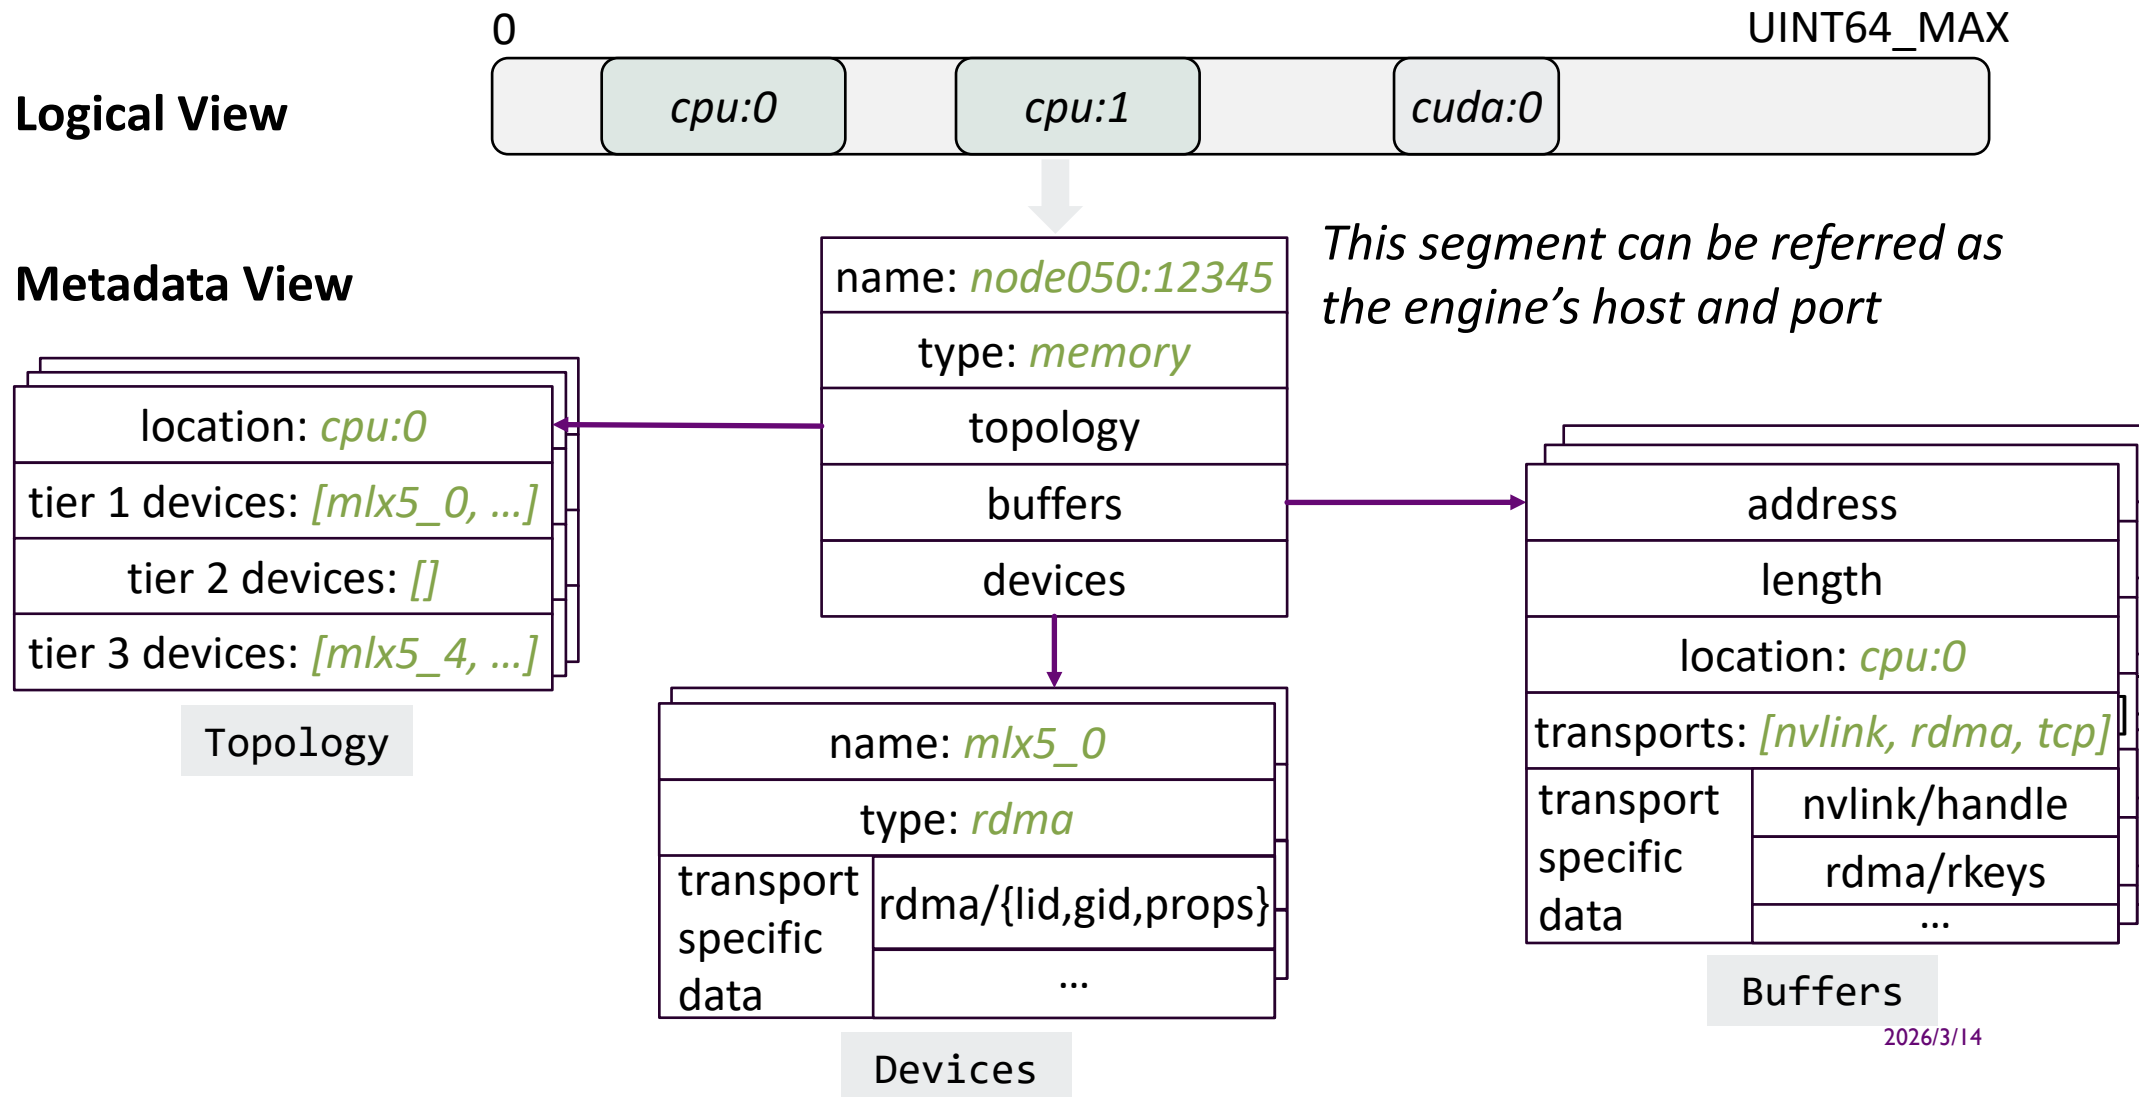 0
UINT64_MAX
Logical View
cpu:0
cpu:1
cuda:0
Metadata View
name: node050:12345
type: memory
topology
buffers
devices
This segment can be referred as
the engine’s host and port
location: cpu:0
tier 1 devices: [mlx5_0, …]
tier 2 devices: []
tier 3 devices: [mlx5_4, …]
Topology
name: mlx5_0
type: rdma
transport
specific
data
rdma/{lid,gid,props}
…
Devices
address
length
location: cpu:0
transports: [nvlink, rdma, tcp]
transport
specific
data
nvlink/handle
rdma/rkeys
…
Buffers
2026/3/14